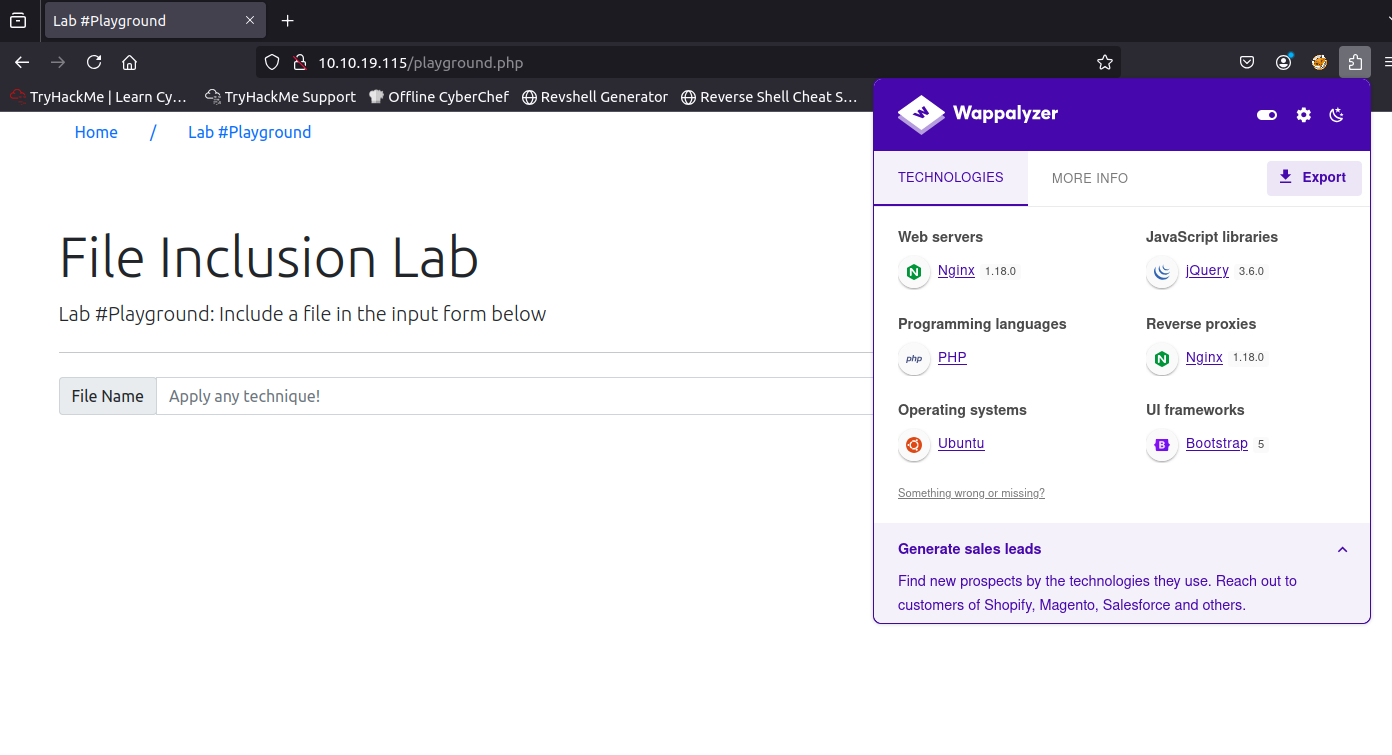 Lab #Playground
10.10.19.115/playground.php
TryHackMe | Learn Cy…
TryHackMe Support
Offline CyberChef
Revshell Generator
Reverse Shell Cheat S…
Home / Lab #Playground
File Inclusion Lab
Lab #Playground: Include a file in the input form below
File Name
Apply any technique!
W
Wappalyzer
TECHNOLOGIES
MORE INFO
Export
Web servers
Nginx 1.18.0
Programming languages
php
PHP
Operating systems
Ubuntu
JavaScript libraries
jQuery 3.6.0
Reverse proxies
Nginx 1.18.0
UI frameworks
B
Bootstrap 5
Something wrong or missing?
Generate sales leads
Find new prospects by the technologies they use. Reach out to
customers of Shopify, Magento, Salesforce and others.